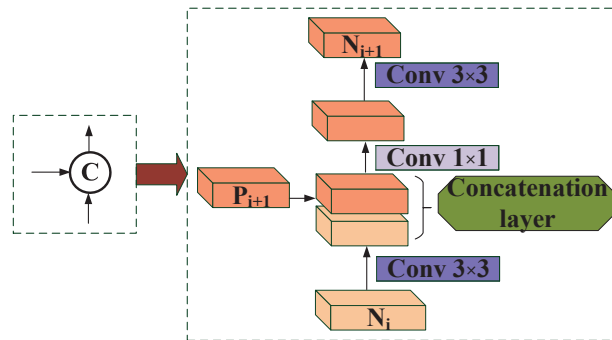 N_{i+1}
Conv 3×3
C
Conv 1×1
P_{i+1}
Concatenation
layer
Conv 3×3
N_i